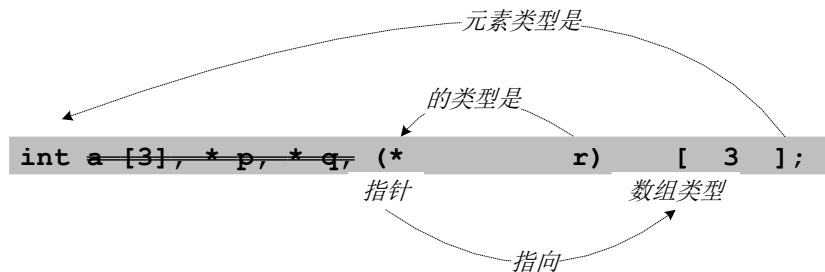 元素类型是
的类型是
int a [3], * p, * q, (* r) [ 3 ];
指针 数组类型
指向